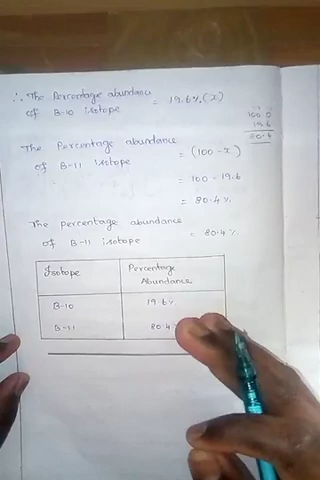 ∴ The Percentage abundance
of B-10 isotope = 19.6% (x)
100 0
19.6
80.4
The Percentage abundance
of B-11 isotope = (100 - x)
= 100 - 19.6
= 80.4%
The percentage abundance
of B-11 isotope = 80.4%
Isotope Percentage
Abundance
B-10 19.6%
B-11 80.4%